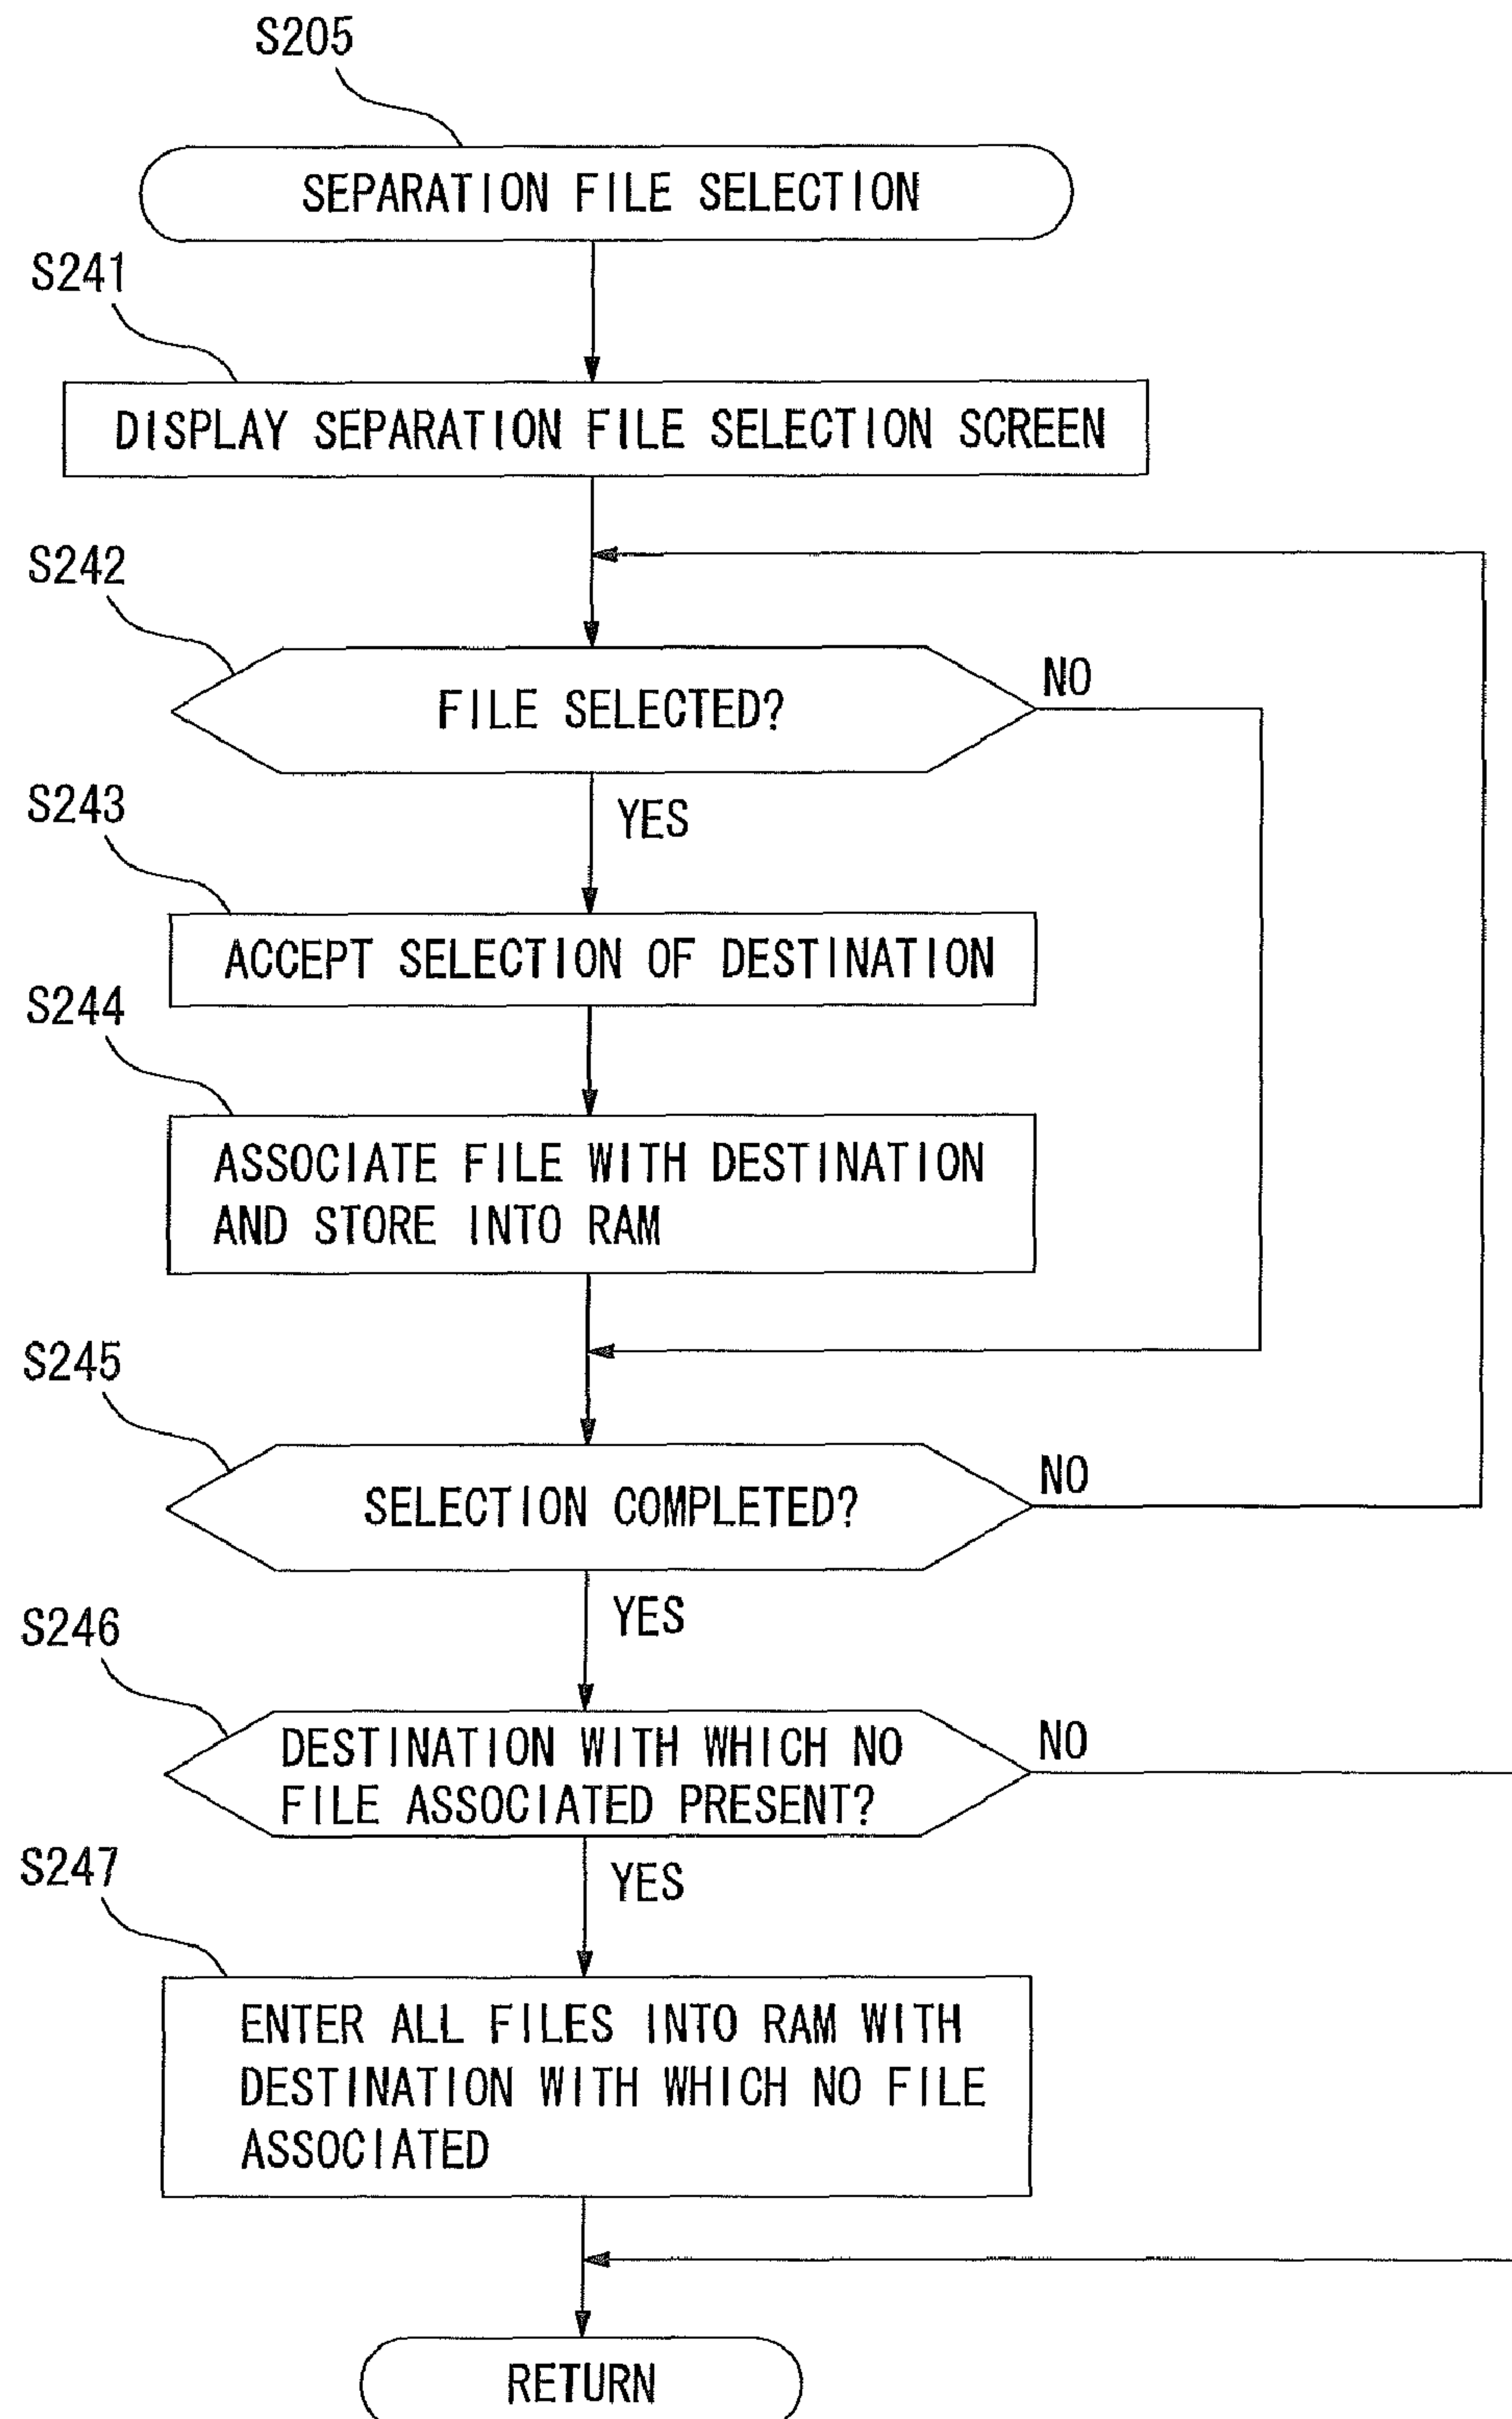 S205
SEPARATION FILE SELECTION
S241
DISPLAY SEPARATION FILE SELECTION SCREEN
S242
FILE SELECTED?
NO
YES
S243
ACCEPT SELECTION OF DESTINATION
S244
ASSOCIATE FILE WITH DESTINATION
AND STORE INTO RAM
S245
SELECTION COMPLETED?
NO
YES
S246
DESTINATION WITH WHICH NO
FILE ASSOCIATED PRESENT?
NO
YES
S247
ENTER ALL FILES INTO RAM WITH
DESTINATION WITH WHICH NO FILE
ASSOCIATED
RETURN